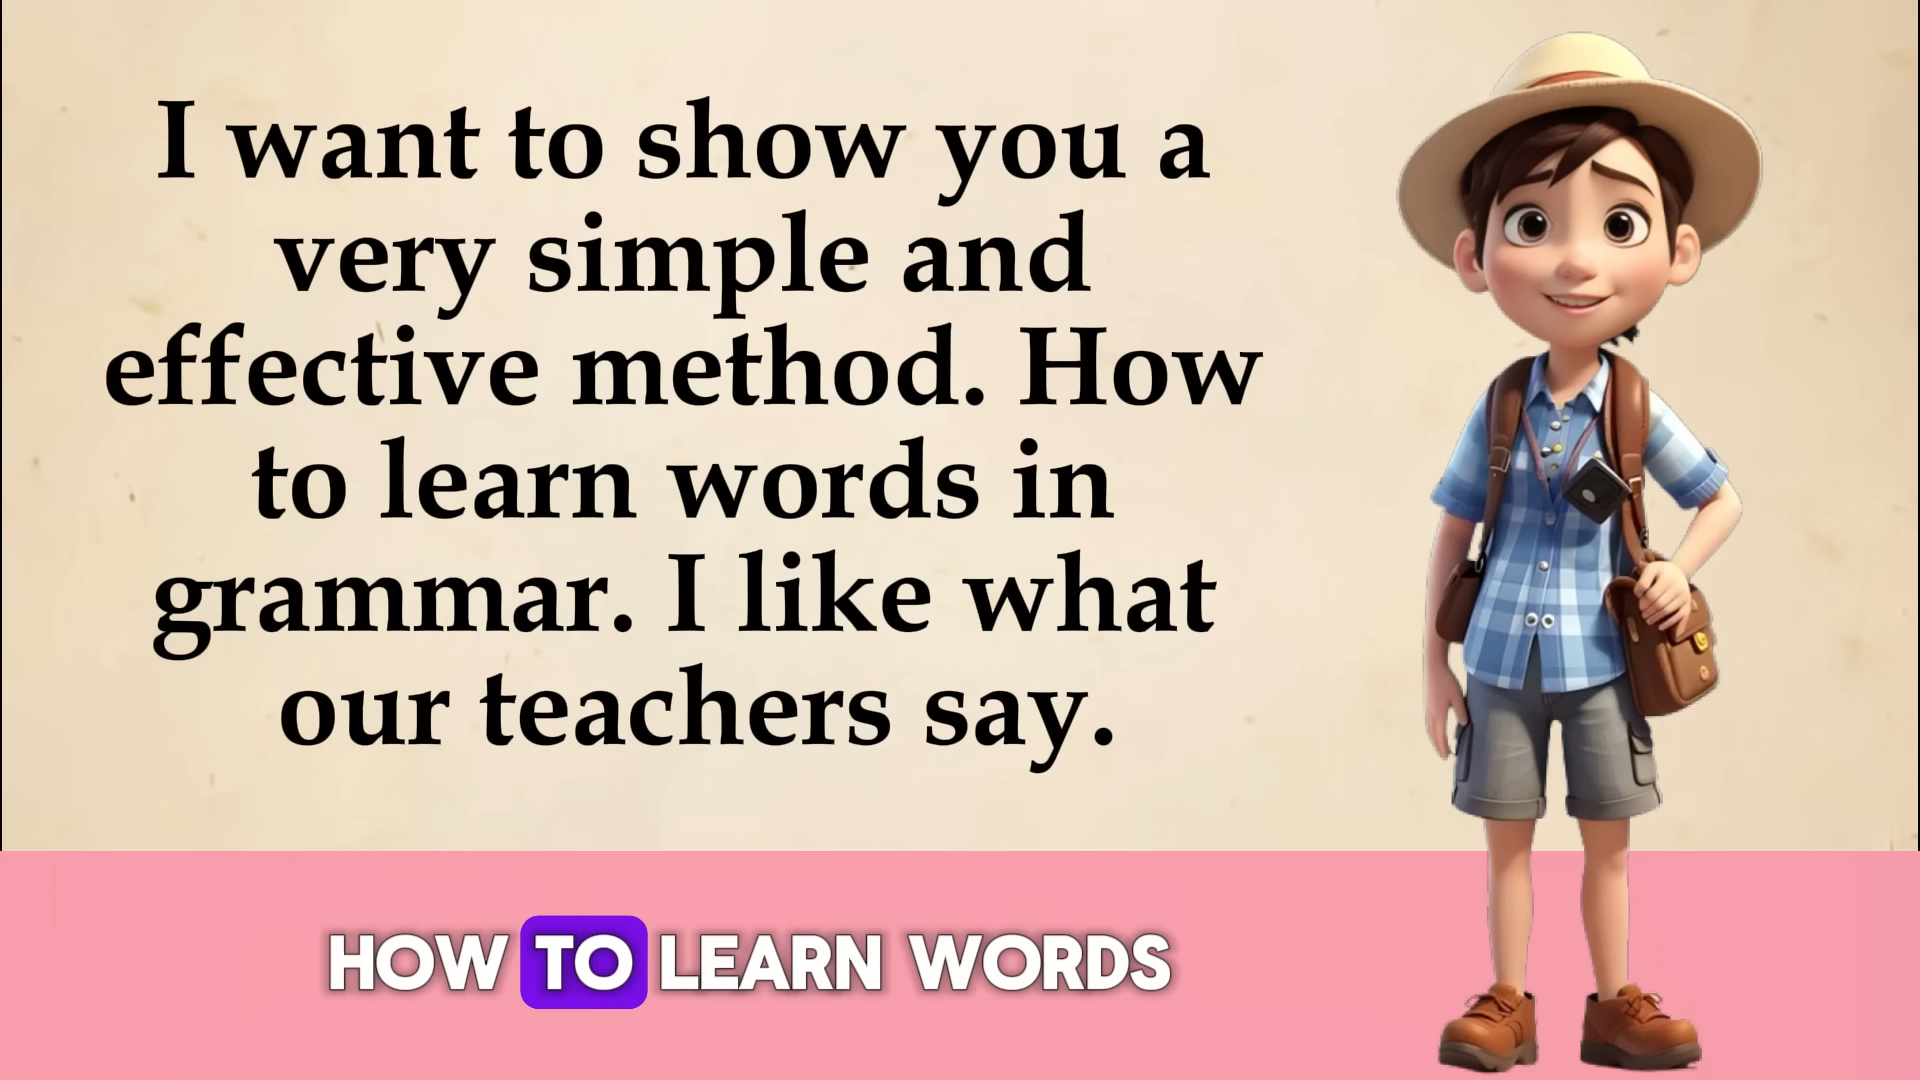 I want to show you a
very simple and
effective method. How
to learn words in
grammar. I like what
our teachers say.
HOW TO LEARN WORDS